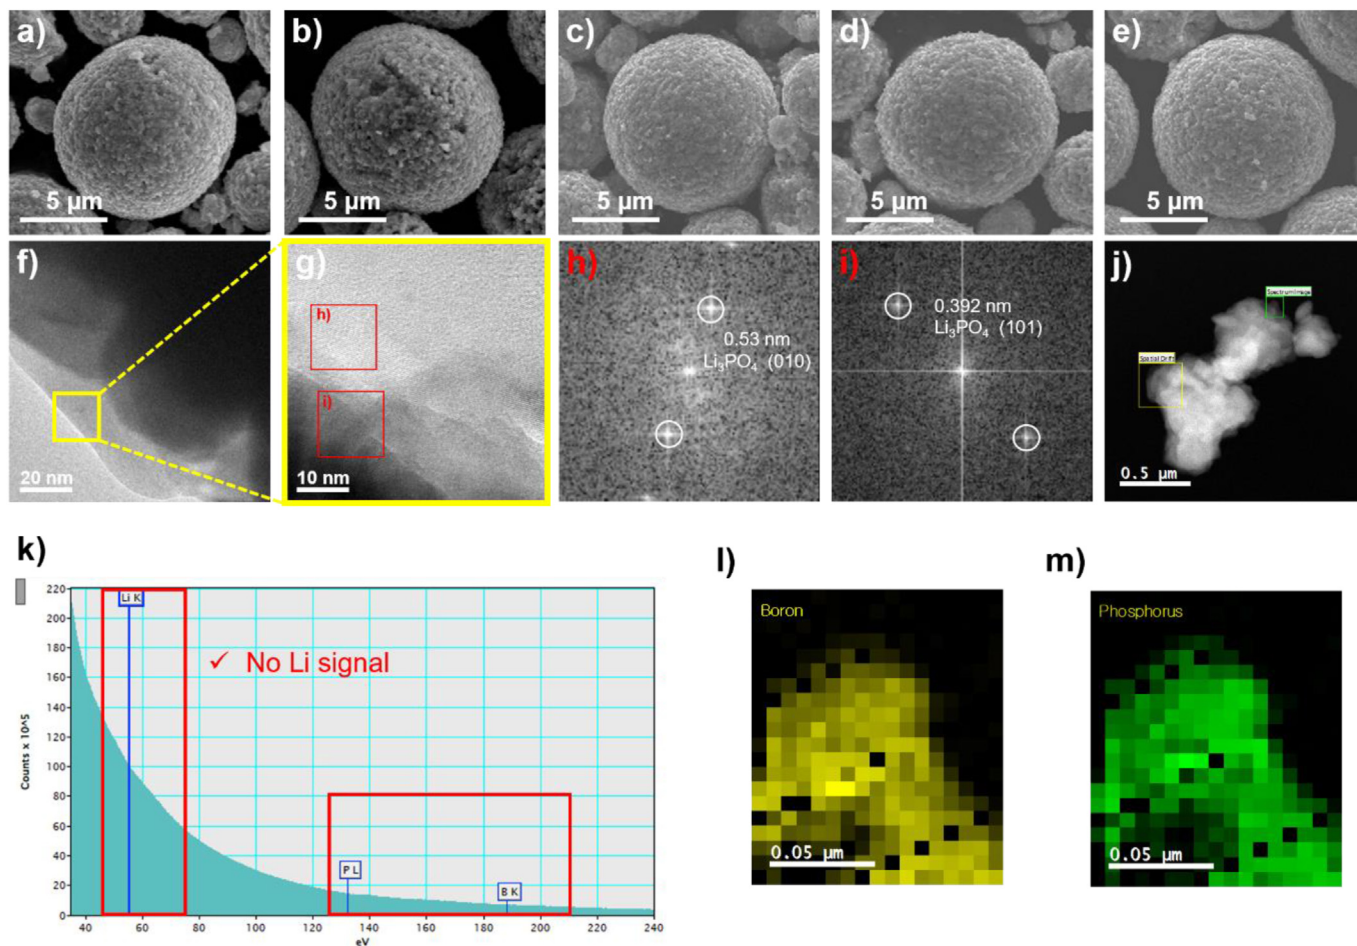 a)
b)
c)
d)
e)
5 μm
5 μm
5 μm
5 μm
5 μm
f)
g)
h)
i)
j)
h)
i)
0.53 nm
Li₃PO₄ (010)
0.392 nm
Li₃PO₄ (101)
Spectrum Image
Spatial Drift
20 nm
10 nm
0.5 μm
k)
l)
m)
220
200
180
160
140
120
100
80
60
40
20
0
Counts x 10^5
Li K
✓ No Li signal
P L
B K
40 60 80 100 120 140 160 180 200 220 240
eV
Boron
0.05 μm
Phosphorus
0.05 μm